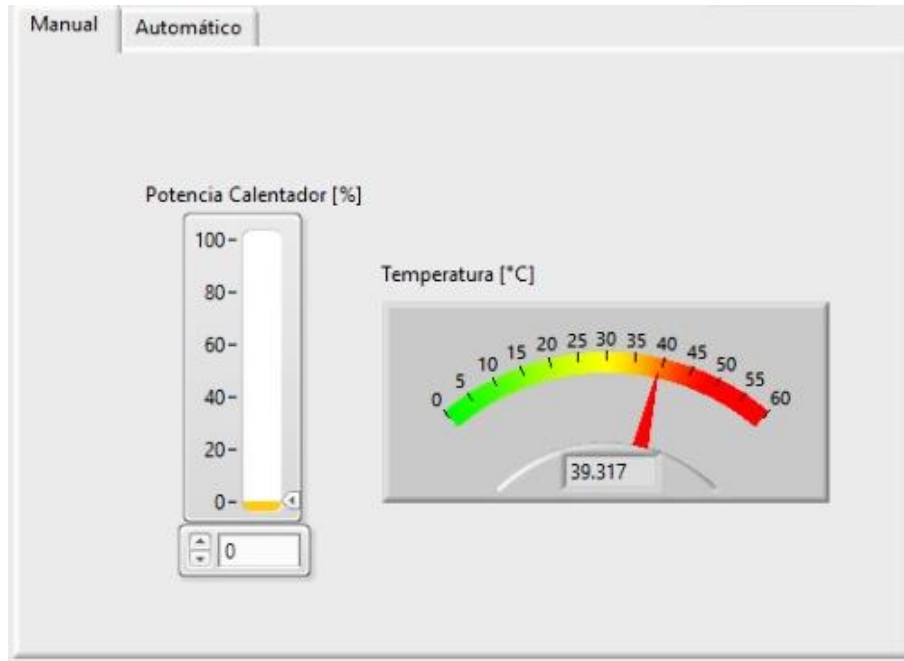 Manual Automático
Potencia Calentador [%]
100
80
60
40
20
0
0
Temperatura [°C]
0 5 10 15 20 25 30 35 40 45 50 55 60
39.317